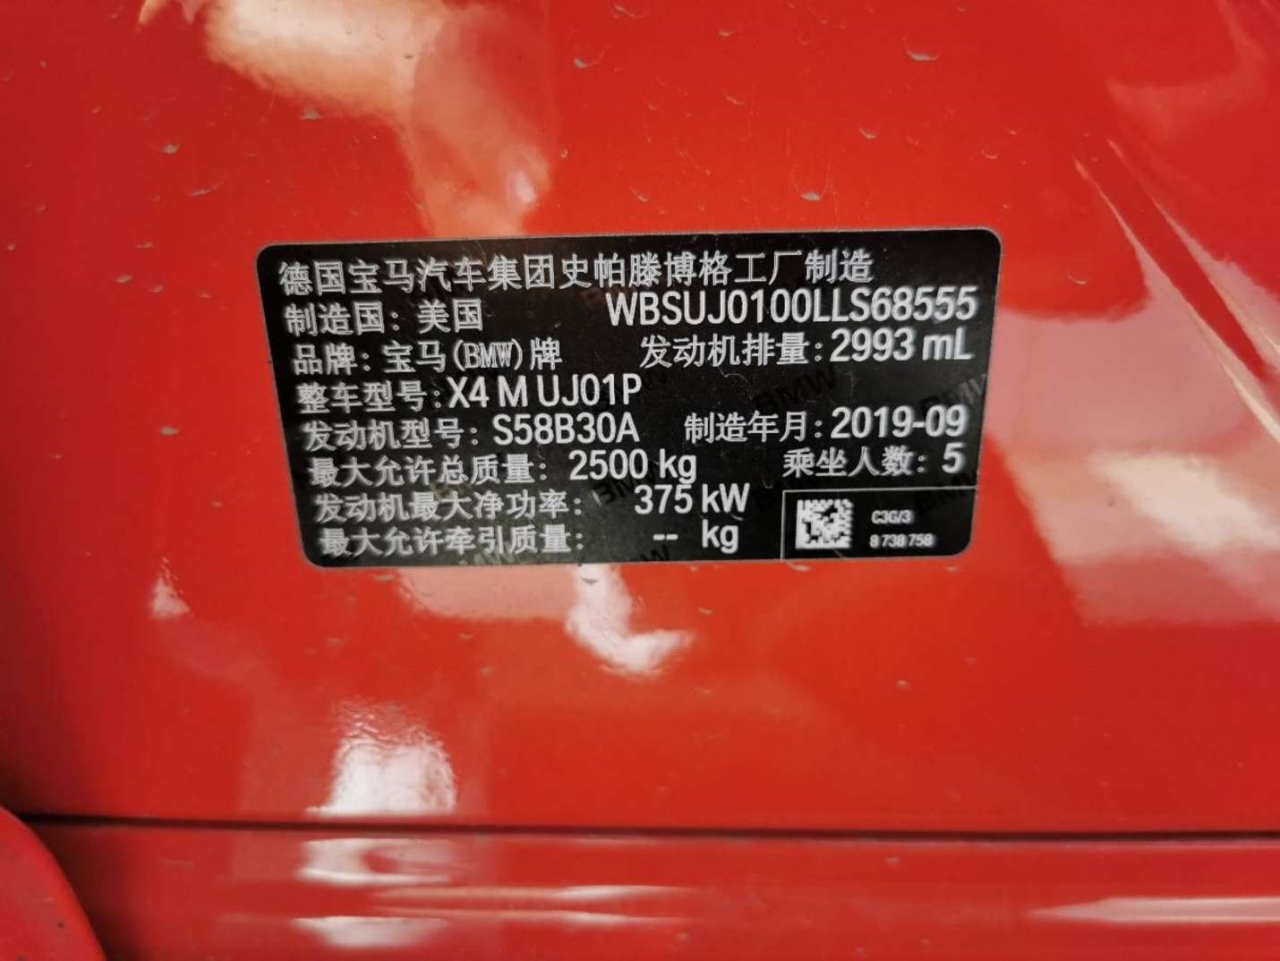 德国宝马汽车集团史帕滕博格工厂制造
制造国：美国 WBSUJ0100LLS68555
品牌：宝马(BMW)牌 发动机排量：2993 mL
整车型号：X4 M UJ01P
发动机型号：S58B30A 制造年月：2019-09
最大允许总质量：2500 kg 乘坐人数：5
发动机最大净功率：375 kW
最大允许牵引质量：-- kg
C3G/3
8 738 758